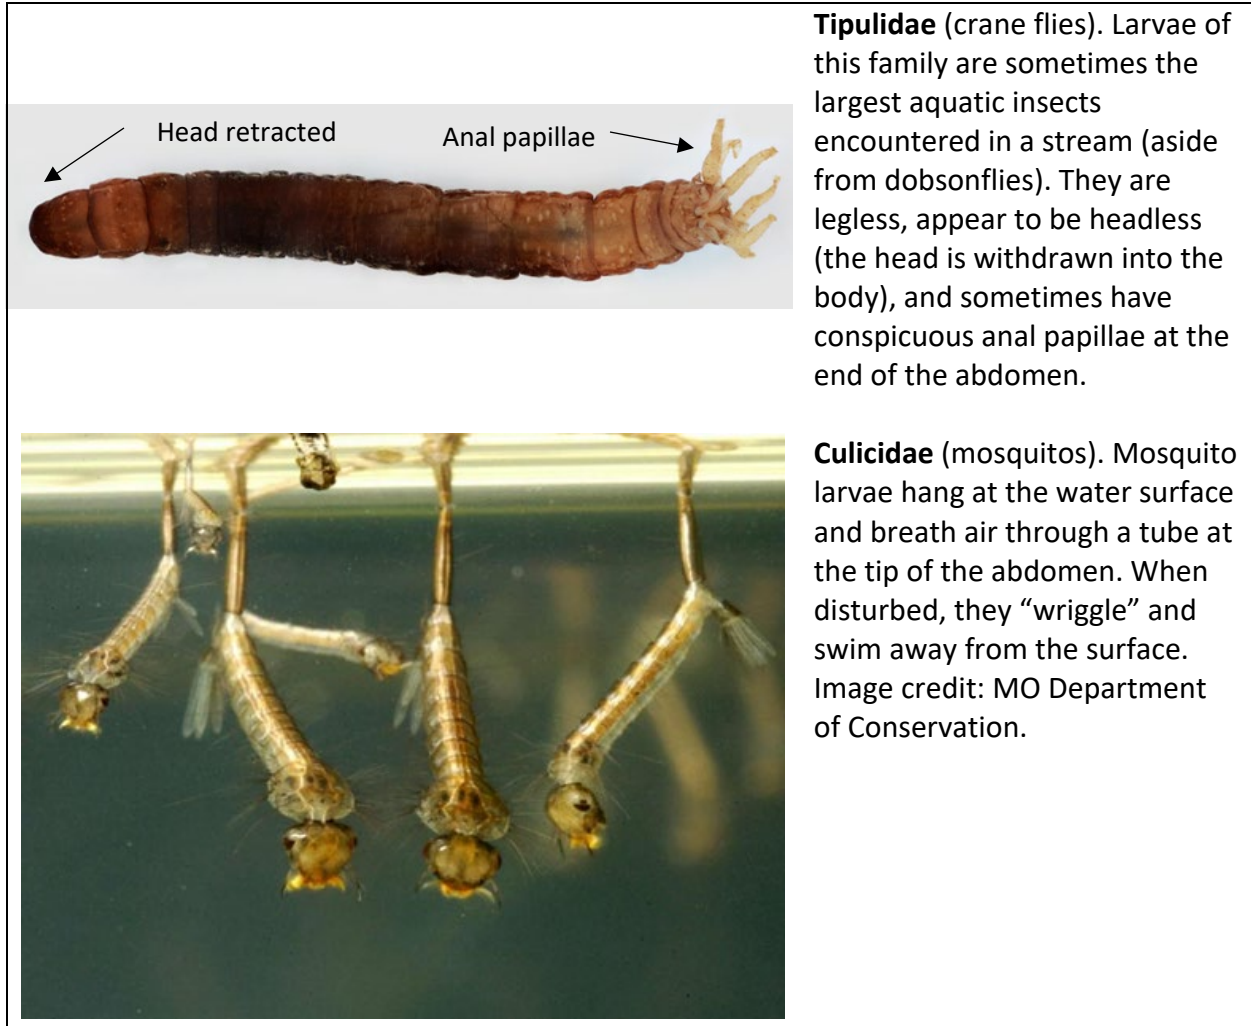 Head retracted
Anal papillae
Tipulidae (crane flies). Larvae of
this family are sometimes the
largest aquatic insects
encountered in a stream (aside
from dobsonflies). They are
legless, appear to be headless
(the head is withdrawn into the
body), and sometimes have
conspicuous anal papillae at the
end of the abdomen.
Culicidae (mosquitos). Mosquito
larvae hang at the water surface
and breath air through a tube at
the tip of the abdomen. When
disturbed, they “wriggle” and
swim away from the surface.
Image credit: MO Department
of Conservation.